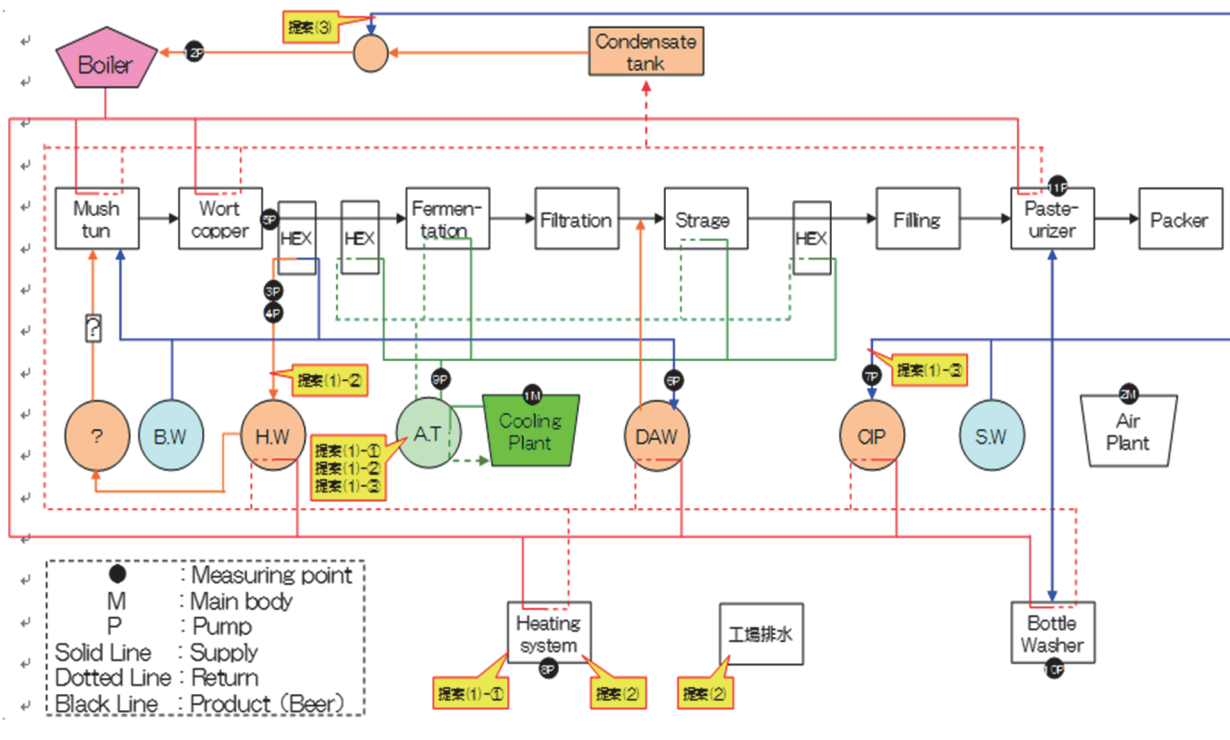 提案(3)
Condensate
tank
Boiler
12P
Mush
tun
Wort
copper
5P
HEX
HEX
Fermen-
tation
Filtration
Strage
HEX
Filling
11P
Paste-
urizer
Packer
3P
4P
?
提案(1)-②
9P
1M
6P
7P
提案(1)-③
2M
?
B.W
H.W
A.T
Cooling
Plant
DAW
CIP
S.W
Air
Plant
提案(1)-①
提案(1)-②
提案(1)-③
● : Measuring point
M : Main body
P : Pump
Solid Line : Supply
Dotted Line : Return
Black Line : Product (Beer)
Heating
system
8P
提案(1)-①
提案(2)
工場排水
提案(2)
Bottle
Washer
10P